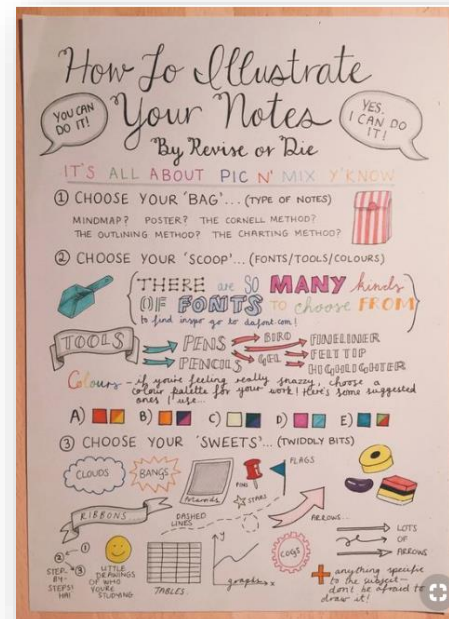 How To Illustrate
Your Notes
YOU CAN
DO IT!
YES,
I CAN DO
IT!
By Revise or Die
IT'S ALL ABOUT PIC N' MIX Y'KNOW
① CHOOSE YOUR 'BAG'... (TYPE OF NOTES)
MINDMAP? POSTER? THE CORNELL METHOD?
THE OUTLINING METHOD? THE CHARTING METHOD?
② CHOOSE YOUR 'SCOOP'... (FONTS/TOOLS/COLOURS)
THERE are SO MANY kinds
OF FONTS TO choose FROM
to find inspo go to dafont.com!
TOOLS
PENS
PENCILS
BIRO
GEL
FINELINER
FELT TIP
HIGHLIGHTER
Colours - if you're feeling really snazzy, choose a
colour palette for your work! Here's some suggested
ones I use...
A) B) C) D) E)
③ CHOOSE YOUR 'SWEETS'... (TWIDDLY BITS)
CLOUDS
BANGS
Polaroids
PINS
FLAGS
STARS
RIBBONS
DASHED
LINES
ARROWS...
LOTS
OF
ARROWS
① ② ③
STEP-
BY-
STEPS!
HA!
LITTLE
DRAWINGS
OF WHO
YOU'RE
STUDYING
TABLES.
y
graphs x
COGS
+ anything specific
to the subject-
don't be afraid to
draw it!